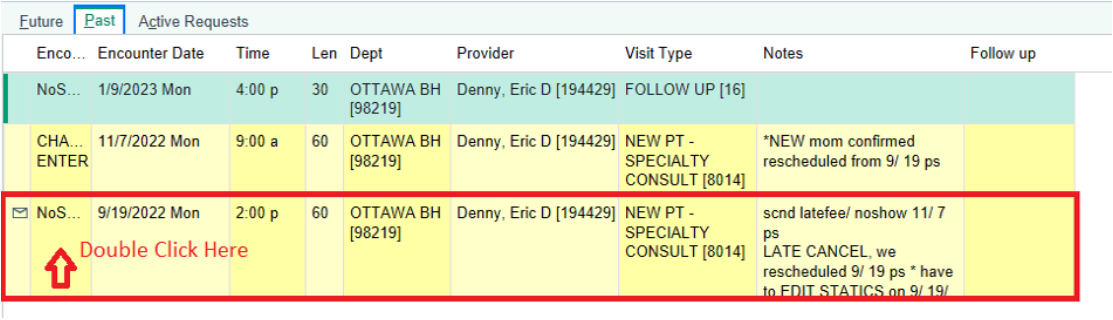 Future Past Active Requests
Enco... Encounter Date Time Len Dept Provider Visit Type Notes Follow up
NoS... 1/9/2023 Mon 4:00 p 30 OTTAWA BH Denny, Eric D [194429] FOLLOW UP [16]
[98219]
CHA... 11/7/2022 Mon 9:00 a 60 OTTAWA BH Denny, Eric D [194429] NEW PT - *NEW mom confirmed
ENTER [98219] SPECIALTY rescheduled from 9/ 19 ps
CONSULT [8014]
NoS... 9/19/2022 Mon 2:00 p 60 OTTAWA BH Denny, Eric D [194429] NEW PT - scnd latefee/ noshow 11/ 7
[98219] SPECIALTY ps
Double Click Here CONSULT [8014] LATE CANCEL, we
rescheduled 9/ 19 ps * have
to EDIT STATICS on 9/ 19/